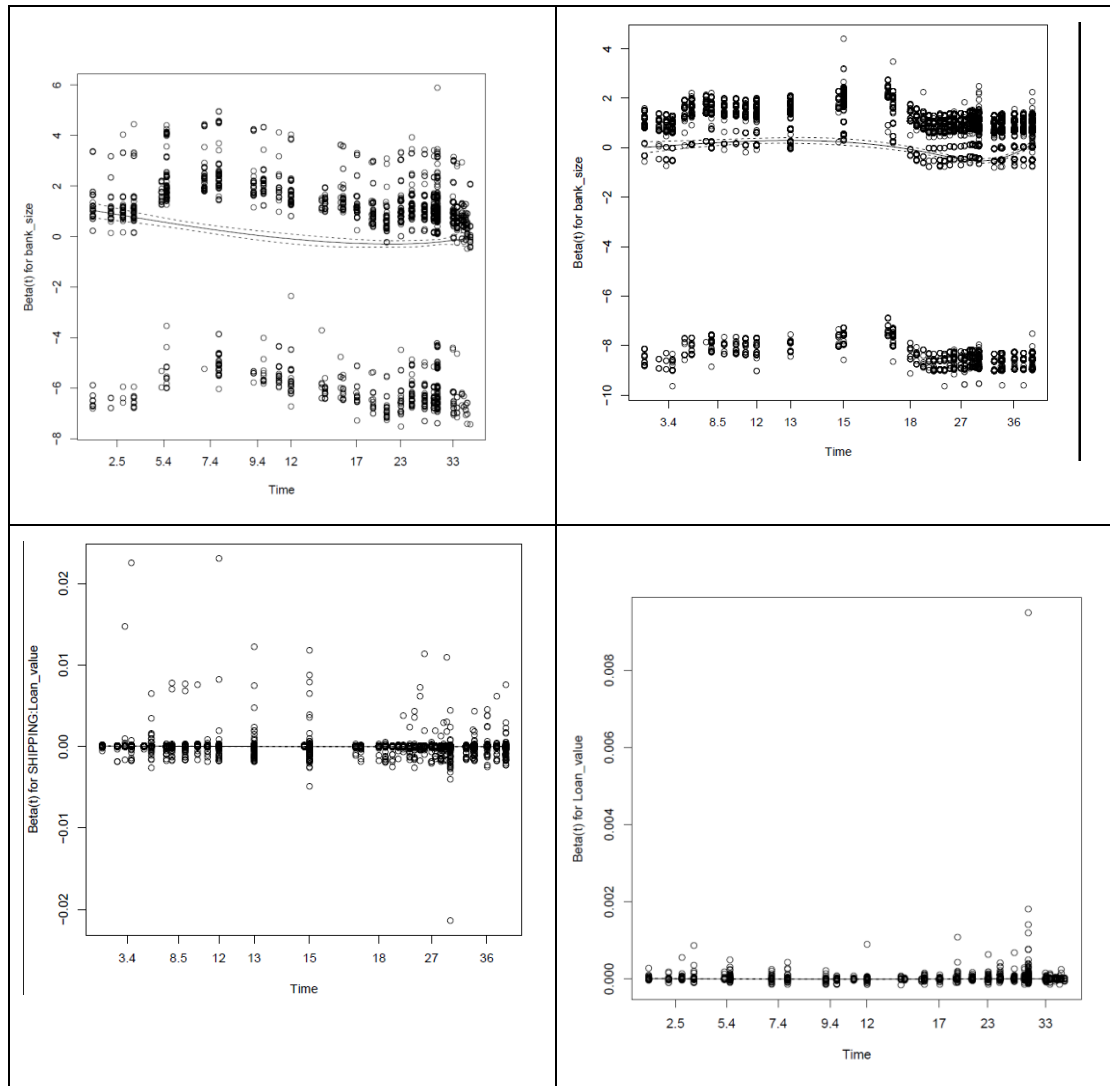 Beta(t) for bank_size
6
4
2
0
−2
−4
−6
−8
2.5 5.4 7.4 9.4 12 17 23 33
Time
Beta(t) for bank_size
4
2
0
−2
−4
−6
−8
−10
3.4 8.5 12 13 15 18 27 36
Time
Beta(t) for SHIPPING:Loan_value
0.02
0.01
0.00
−0.01
−0.02
3.4 8.5 12 13 15 18 27 36
Time
Beta(t) for Loan_value
0.008
0.006
0.004
0.002
0.000
2.5 5.4 7.4 9.4 12 17 23 33
Time